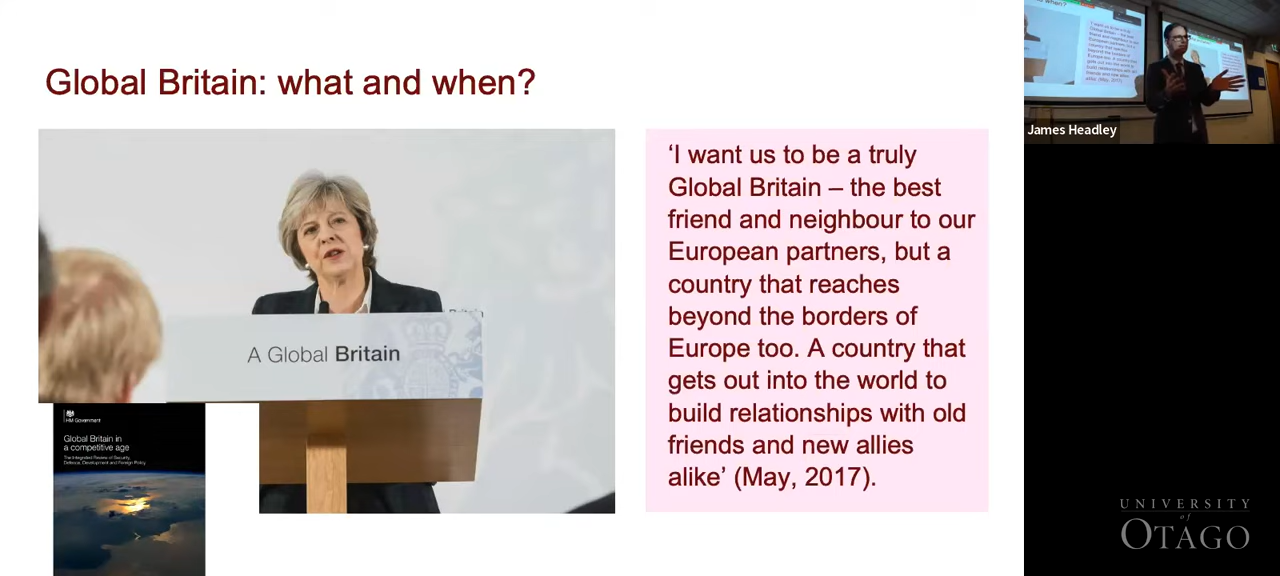 Global Britain: what and when?
A Global Britain
HM Government
Global Britain in
a competitive age
The Integrated Review of Security,
Defence, Development and Foreign Policy
‘I want us to be a truly
Global Britain – the best
friend and neighbour to our
European partners, but a
country that reaches
beyond the borders of
Europe too. A country that
gets out into the world to
build relationships with old
friends and new allies
alike’ (May, 2017).
James Headley
UNIVERSITY
of
OTAGO